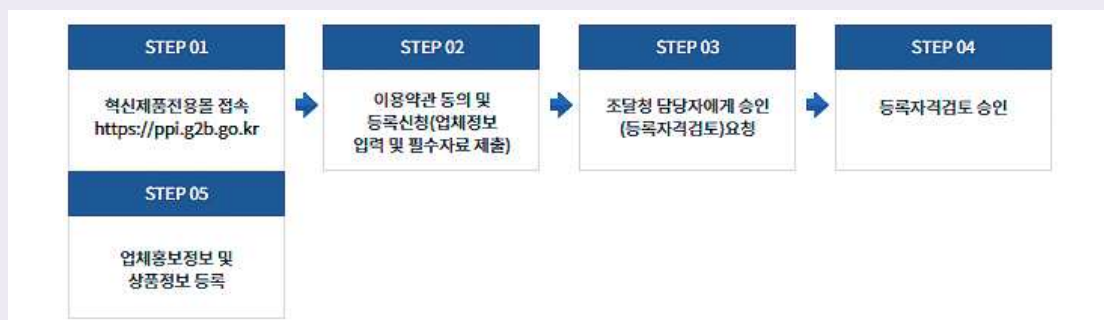 STEP 01
혁신제품전용몰 접속
https://ppi.g2b.go.kr
STEP 02
이용약관 동의 및
등록신청(업체정보
입력 및 필수자료 제출)
STEP 03
조달청 담당자에게 승인
(등록자격검토)요청
STEP 04
등록자격검토 승인
STEP 05
업체홍보정보 및
상품정보 등록